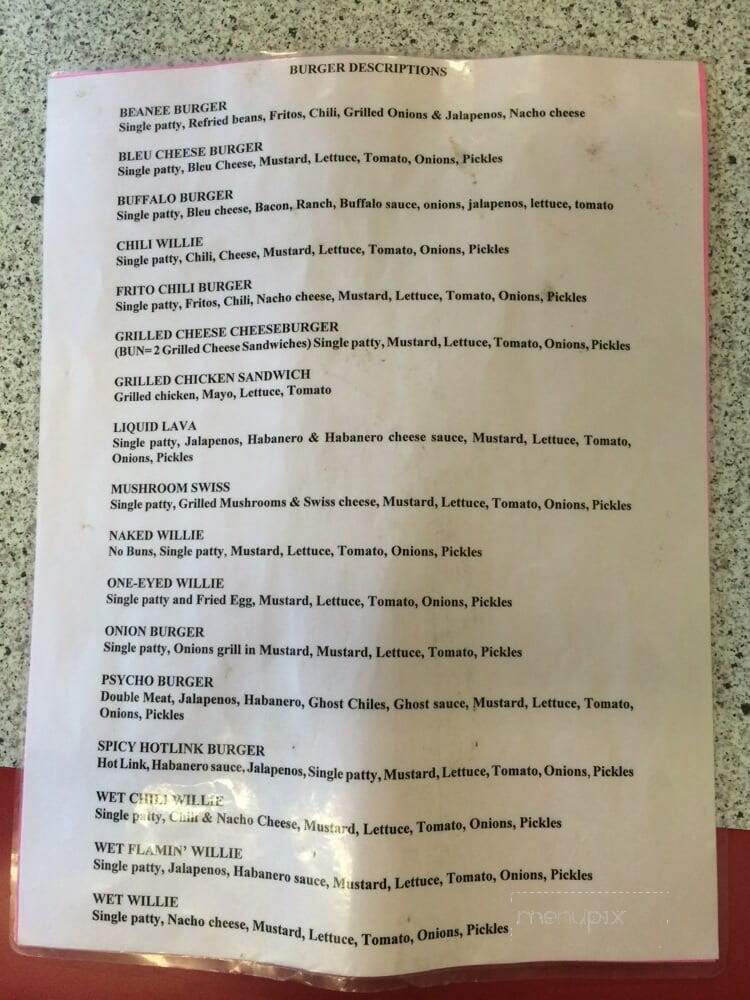 BURGER DESCRIPTIONS
BEANEE BURGER
Single patty, Refried beans, Fritos, Chili, Grilled Onions & Jalapenos, Nacho cheese
BLEU CHEESE BURGER
Single patty, Bleu Cheese, Mustard, Lettuce, Tomato, Onions, Pickles
BUFFALO BURGER
Single patty, Bleu cheese, Bacon, Ranch, Buffalo sauce, onions, jalapenos, lettuce, tomato
CHILI WILLIE
Single patty, Chili, Cheese, Mustard, Lettuce, Tomato, Onions, Pickles
FRITO CHILI BURGER
Single patty, Fritos, Chili, Nacho cheese, Mustard, Lettuce, Tomato, Onions, Pickles
GRILLED CHEESE CHEESEBURGER
(BUN=2 Grilled Cheese Sandwiches) Single patty, Mustard, Lettuce, Tomato, Onions, Pickles
GRILLED CHICKEN SANDWICH
Grilled chicken, Mayo, Lettuce, Tomato
LIQUID LAVA
Single patty, Jalapenos, Habanero & Habanero cheese sauce, Mustard, Lettuce, Tomato,
Onions, Pickles
MUSHROOM SWISS
Single patty, Grilled Mushrooms & Swiss cheese, Mustard, Lettuce, Tomato, Onions, Pickles
NAKED WILLIE
No Buns, Single patty, Mustard, Lettuce, Tomato, Onions, Pickles
ONE-EYED WILLIE
Single patty and Fried Egg, Mustard, Lettuce, Tomato, Onions, Pickles
ONION BURGER
Single patty, Onions grill in Mustard, Mustard, Lettuce, Tomato, Pickles
PSYCHO BURGER
Double Meat, Jalapenos, Habanero, Ghost Chiles, Ghost sauce, Mustard, Lettuce, Tomato,
Onions, Pickles
SPICY HOTLINK BURGER
Hot Link, Habanero sauce, Jalapenos, Single patty, Mustard, Lettuce, Tomato, Onions, Pickles
WET CHILI WILLIE
Single patty, Chili & Nacho Cheese, Mustard, Lettuce, Tomato, Onions, Pickles
WET FLAMIN' WILLIE
Single patty, Jalapenos, Habanero sauce, Mustard, Lettuce, Tomato, Onions, Pickles
WET WILLIE
Single patty, Nacho cheese, Mustard, Lettuce, Tomato, Onions, Pickles
menupix